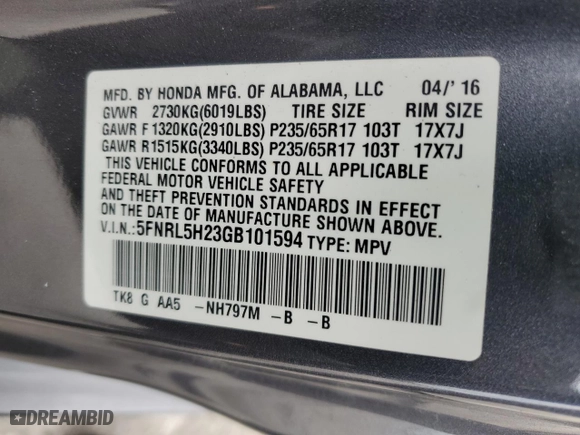 MFD. BY HONDA MFG. OF ALABAMA, LLC 04/'16
GVWR 2730KG(6019LBS) TIRE SIZE RIM SIZE
GAWR F 1320KG(2910LBS) P235/65R17 103T 17X7J
GAWR R1515KG(3340LBS) P235/65R17 103T 17X7J
THIS VEHICLE CONFORMS TO ALL APPLICABLE
FEDERAL MOTOR VEHICLE SAFETY
AND THEFT PREVENTION STANDARDS IN EFFECT
ON THE DATE OF MANUFACTURE SHOWN ABOVE.
V.I.N.:5FNRL5H23GB101594 TYPE: MPV
TK8 G AA5 -NH797M -B -B
DREAMBID